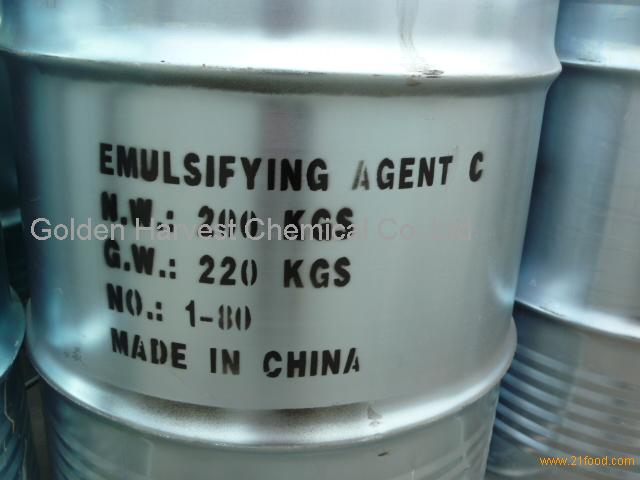 EMULSIFYING AGENT C
N.W.: 200 KGS
Golden Harvest Chemical Co., Ltd.
G.W.: 220 KGS
NO.: 1-80
MADE IN CHINA
www.21food.com